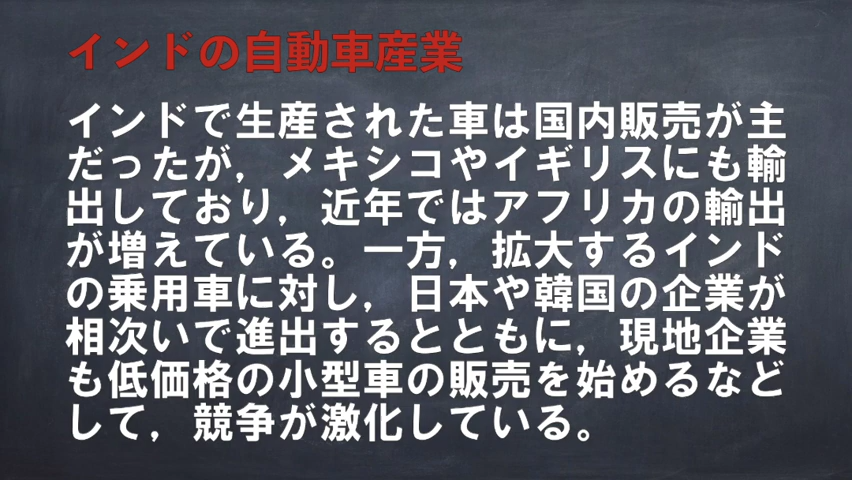 インドの自動車産業
インドで生産された車は国内販売が主
だったが，メキシコやイギリスにも輸
出しており，近年ではアフリカの輸出
が増えている。一方，拡大するインド
の乗用車に対し，日本や韓国の企業が
相次いで進出するとともに，現地企業
も低価格の小型車の販売を始めるなど
して，競争が激化している。